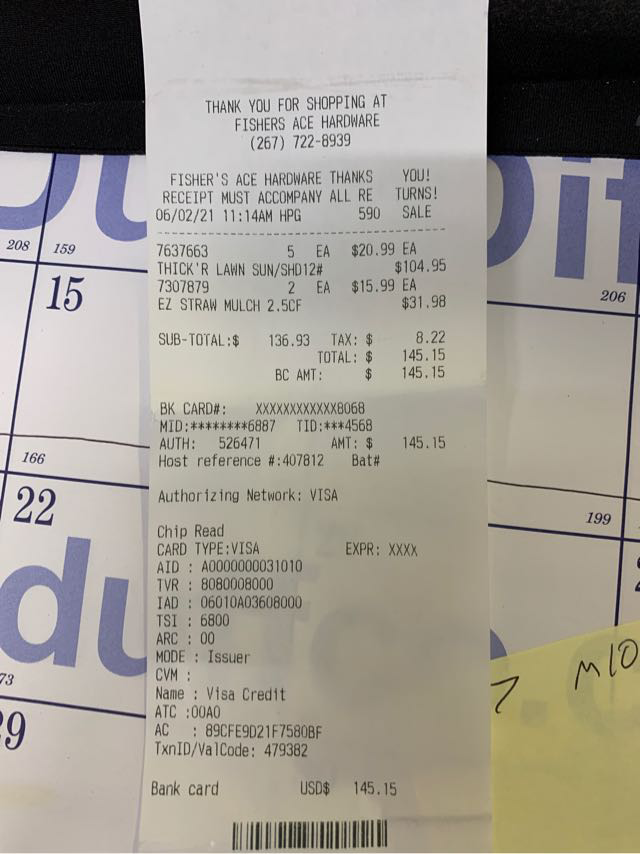 THANK YOU FOR SHOPPING AT
FISHERS ACE HARDWARE
(267) 722-8939
FISHER'S ACE HARDWARE THANKS YOU!
RECEIPT MUST ACCOMPANY ALL RE TURNS!
06/02/21 11:14AM HPG 590 SALE
7637663 5 EA $20.99 EA
THICK'R LAWN SUN/SHD12# $104.95
7307879 2 EA $15.99 EA
EZ STRAW MULCH 2.5CF $31.98
SUB-TOTAL:$ 136.93 TAX: $ 8.22
TOTAL: $ 145.15
BC AMT: $ 145.15
BK CARD#: XXXXXXXXXXXX8068
MID:********6887 TID:***4568
AUTH: 526471 AMT: $ 145.15
Host reference #:407812 Bat#
Authorizing Network: VISA
Chip Read
CARD TYPE:VISA EXPR: XXXX
AID : A0000000031010
TVR : 8080008000
IAD : 06010A03608000
TSI : 6800
ARC : 00
MODE : Issuer
CVM :
Name : Visa Credit
ATC :00A0
AC : 89CFE9D21F7580BF
TxnID/ValCode: 479382
Bank card USD$ 145.15
208 159
15
166
22
du
73
29
206
199
M10